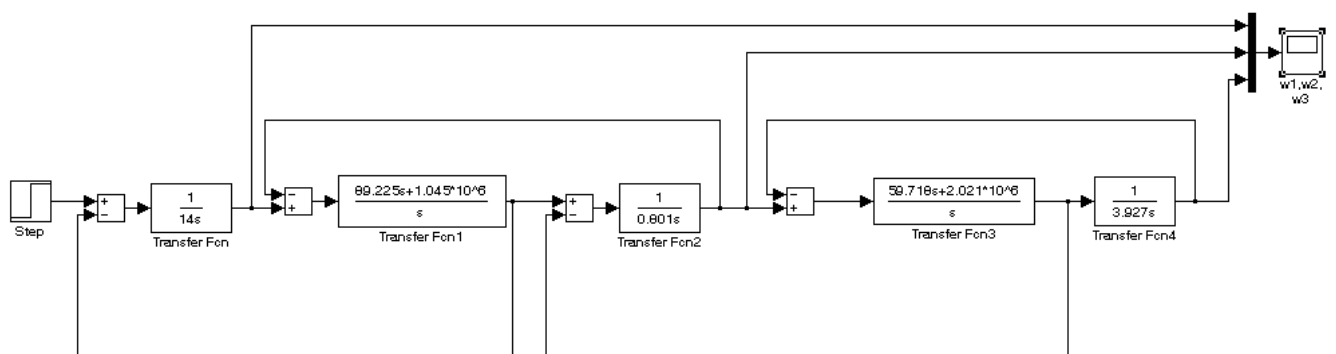 w1,w2,
w3
Step
+
−
1
14s
Transfer Fcn
−
+
89.225s+1.045*10^6
s
Transfer Fcn1
+
−
1
0.801s
Transfer Fcn2
−
+
59.718s+2.021*10^6
s
Transfer Fcn3
1
3.927s
Transfer Fcn4